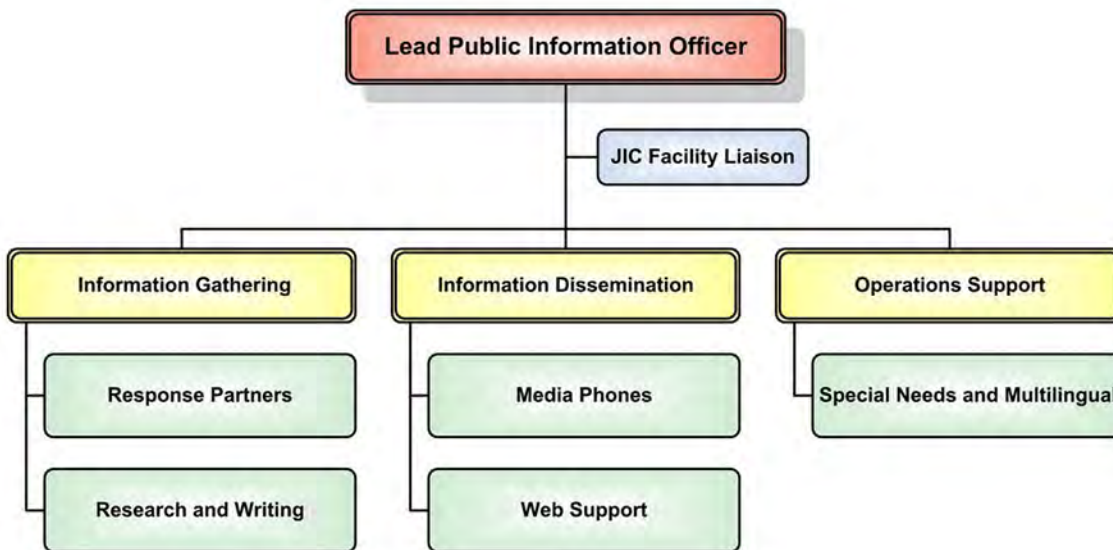 Lead Public Information Officer
JIC Facility Liaison
Information Gathering
Information Dissemination
Operations Support
Response Partners
Media Phones
Special Needs and Multilingual
Research and Writing
Web Support